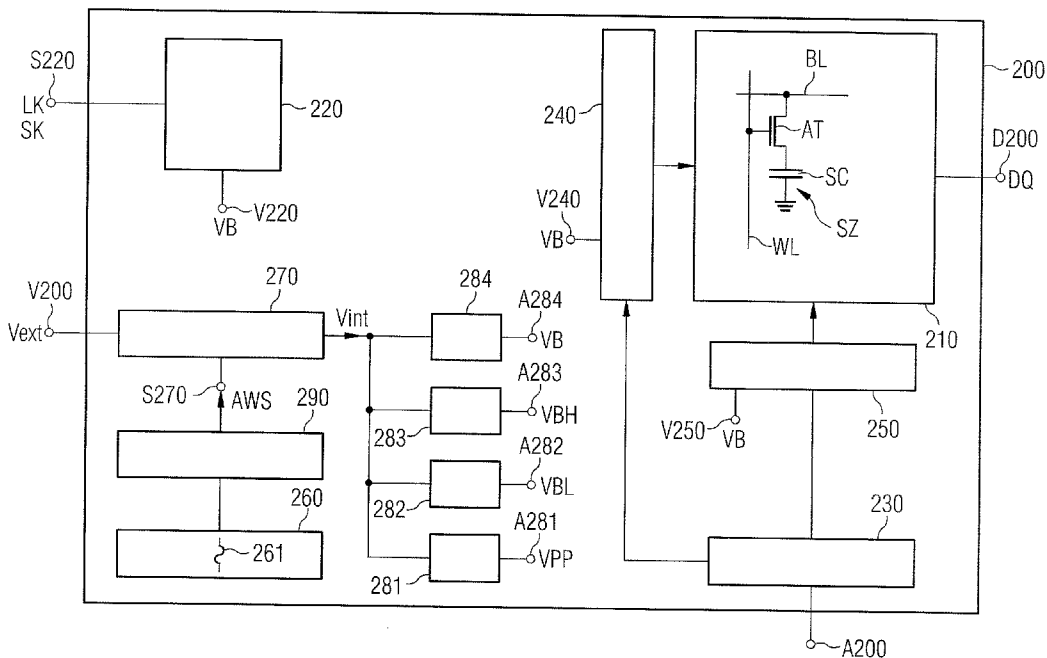 S220
LK
SK
220
V220
VB
240
V240
VB
BL
AT
SC
SZ
WL
200
D200
DQ
210
V200
Vext
270
Vint
284
A284
VB
S270
AWS
290
283
A283
VBH
282
A282
VBL
260
261
281
A281
VPP
V250
VB
250
230
A200